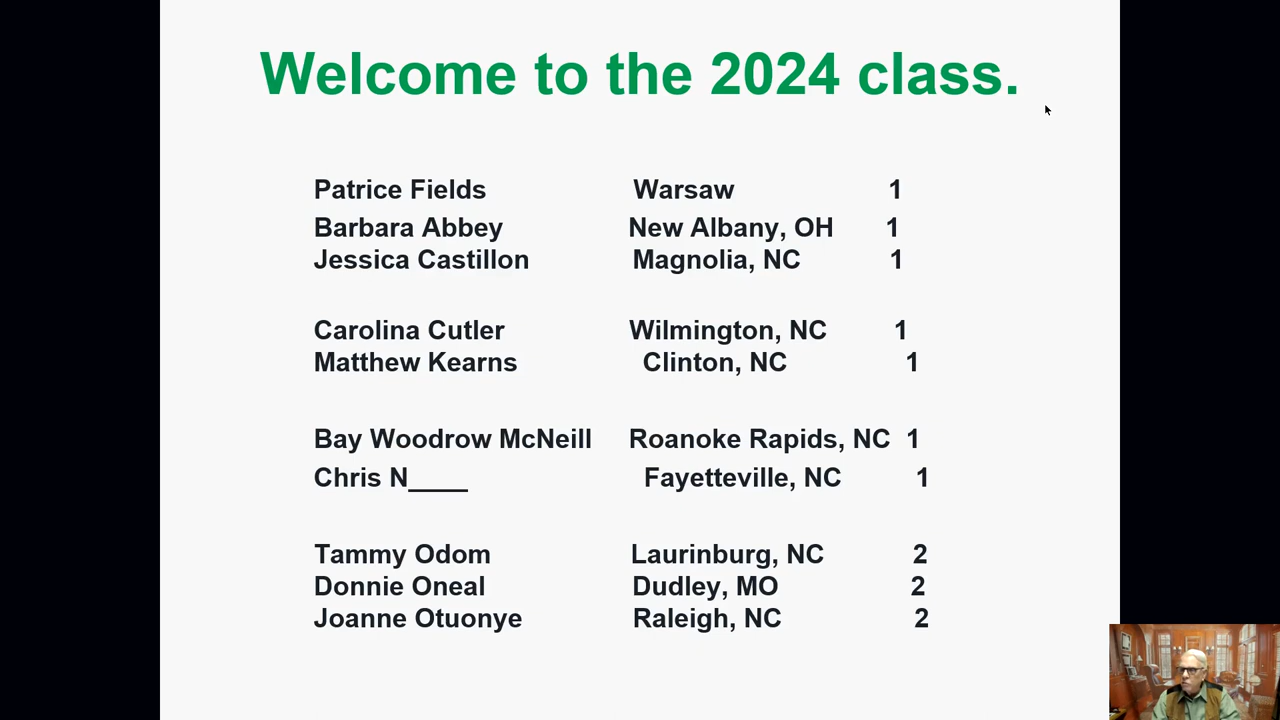 Welcome to the 2024 class.
Patrice Fields Warsaw 1
Barbara Abbey New Albany, OH 1
Jessica Castillon Magnolia, NC 1
Carolina Cutler Wilmington, NC 1
Matthew Kearns Clinton, NC 1
Bay Woodrow McNeill Roanoke Rapids, NC 1
Chris N____ Fayetteville, NC 1
Tammy Odom Laurinburg, NC 2
Donnie Oneal Dudley, MO 2
Joanne Otuonye Raleigh, NC 2